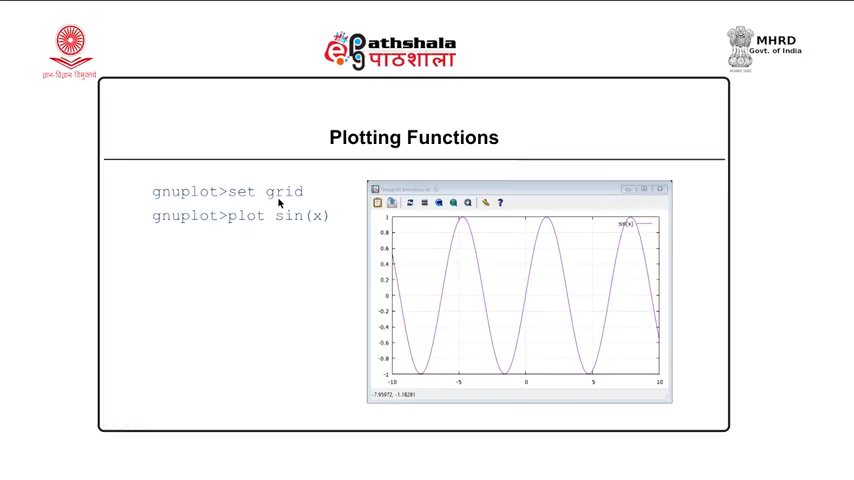 ज्ञान-विज्ञान विमुक्तये
Pathshala
पाठशाला
MHRD
Govt. of India
Plotting Functions
gnuplot>set grid
gnuplot>plot sin(x)
sin(x)
1
0.8
0.6
0.4
0.2
0
-0.2
-0.4
-0.6
-0.8
-1
-10
-5
0
5
10
-7.95972, -1.18281